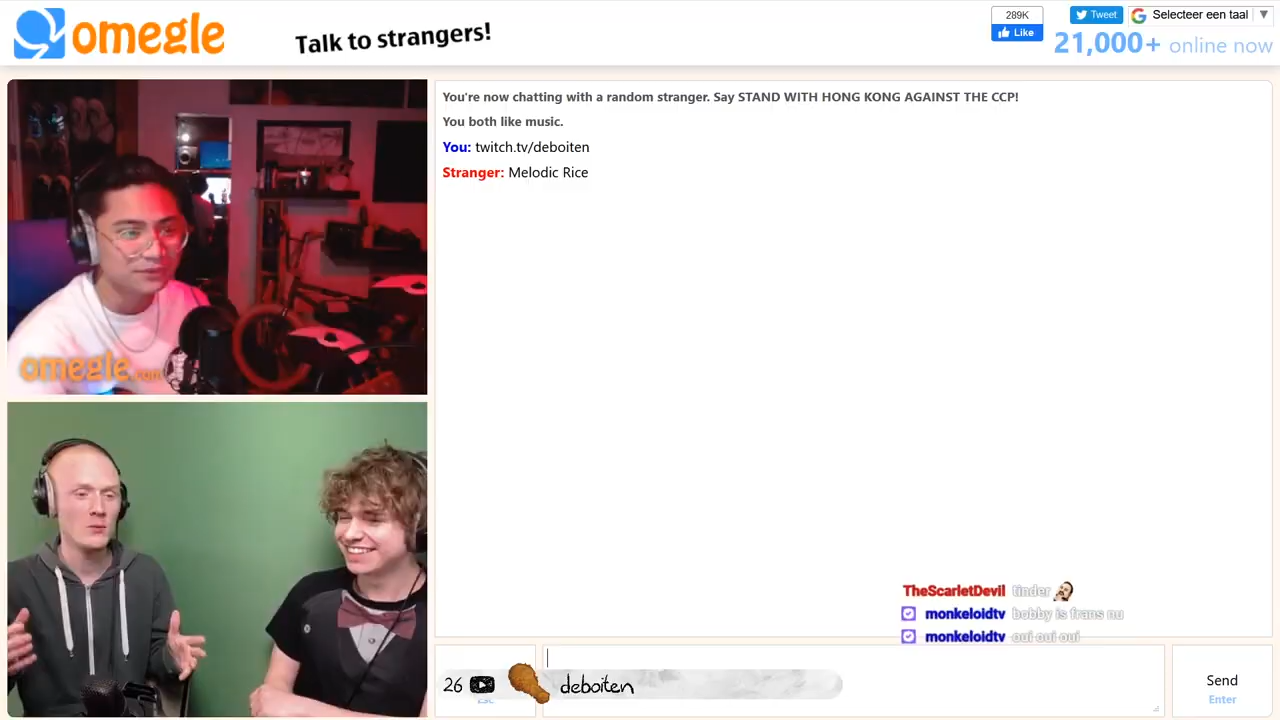 omegle
Talk to strangers!
289K
Like
Tweet
Selecteer een taal
21,000+ online now
You're now chatting with a random stranger. Say STAND WITH HONG KONG AGAINST THE CCP!
You both like music.
You: twitch.tv/deboiten
Stranger: Melodic Rice
omegle.com
TheScarletDevil tinder
monkeloidtv bobby is frans nu
monkeloidtv oui oui oui
26 deboiten
Esc
Send
Enter